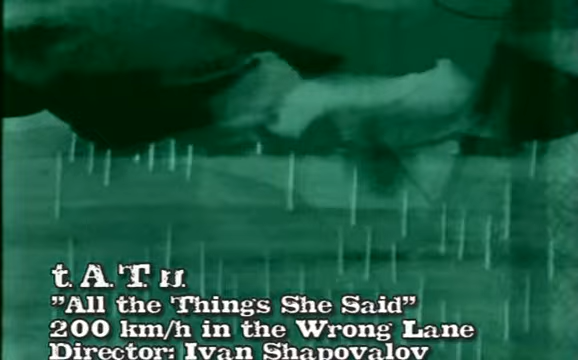 t.A.T.u.
"All the Things She Said"
200 km/h in the Wrong Lane
Director: Ivan Shapovalov